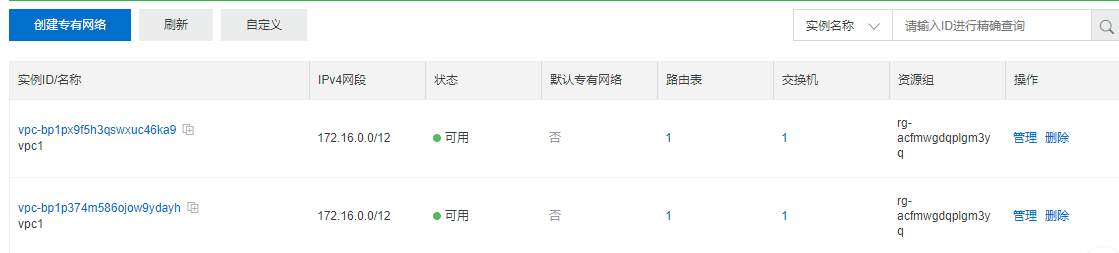 创建专有网络 刷新 自定义 实例名称 请输入ID进行精确查询
实例ID/名称 IPv4网段 状态 默认专有网络 路由表 交换机 资源组 操作
vpc-bp1px9f5h3qswxuc46ka9
vpc1
172.16.0.0/12 可用 否 1 1
rg-
acfmwgdqplgm3y
q
管理 删除
vpc-bp1p374m586ojow9ydayh
vpc1
172.16.0.0/12 可用 否 1 1
rg-
acfmwgdqplgm3y
q
管理 删除